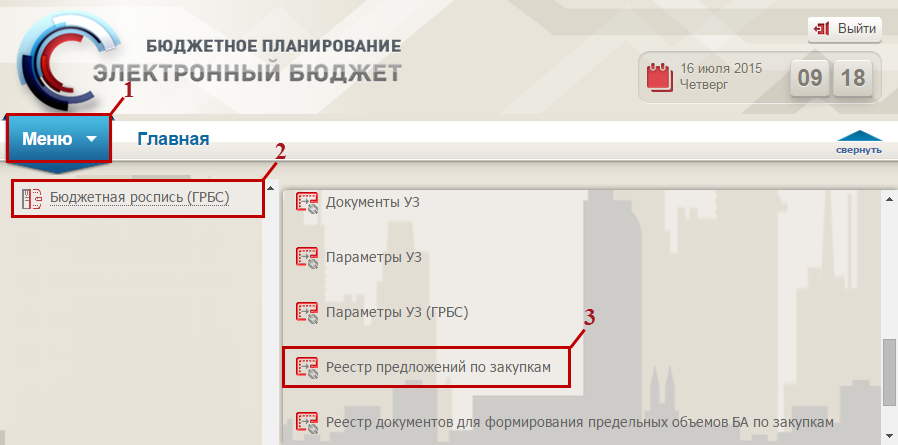 БЮДЖЕТНОЕ ПЛАНИРОВАНИЕ
ЭЛЕКТРОННЫЙ БЮДЖЕТ
Выйти
16 июля 2015
Четверг
09 18
1
Меню
Главная
свернуть
2
Бюджетная роспись (ГРБС)
Документы УЗ
Параметры УЗ
Параметры УЗ (ГРБС)
3
Реестр предложений по закупкам
Реестр документов для формирования предельных объемов БА по закупкам